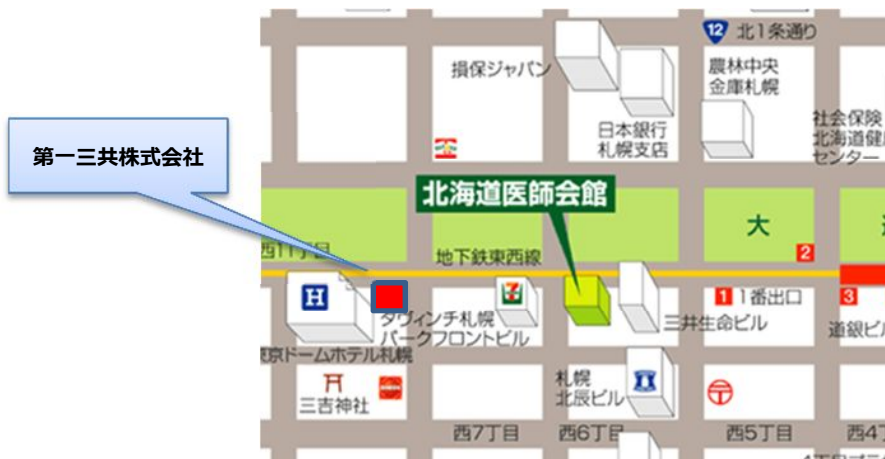 12 北1条通り
損保ジャパン
農林中央
金庫札幌
日本銀行
札幌支店
社会保険
北海道健
センター
第一三共株式会社
北海道医師会館
大
2
西11丁目
地下鉄東西線
H
7
1 1番出口
3
ダヴィンチ札幌
パークフロントビル
三井生命ビル
道銀ビ
京ドームホテル札幌
三吉神社
札幌
北辰ビル
西7丁目
西6丁目
西5丁目
西4